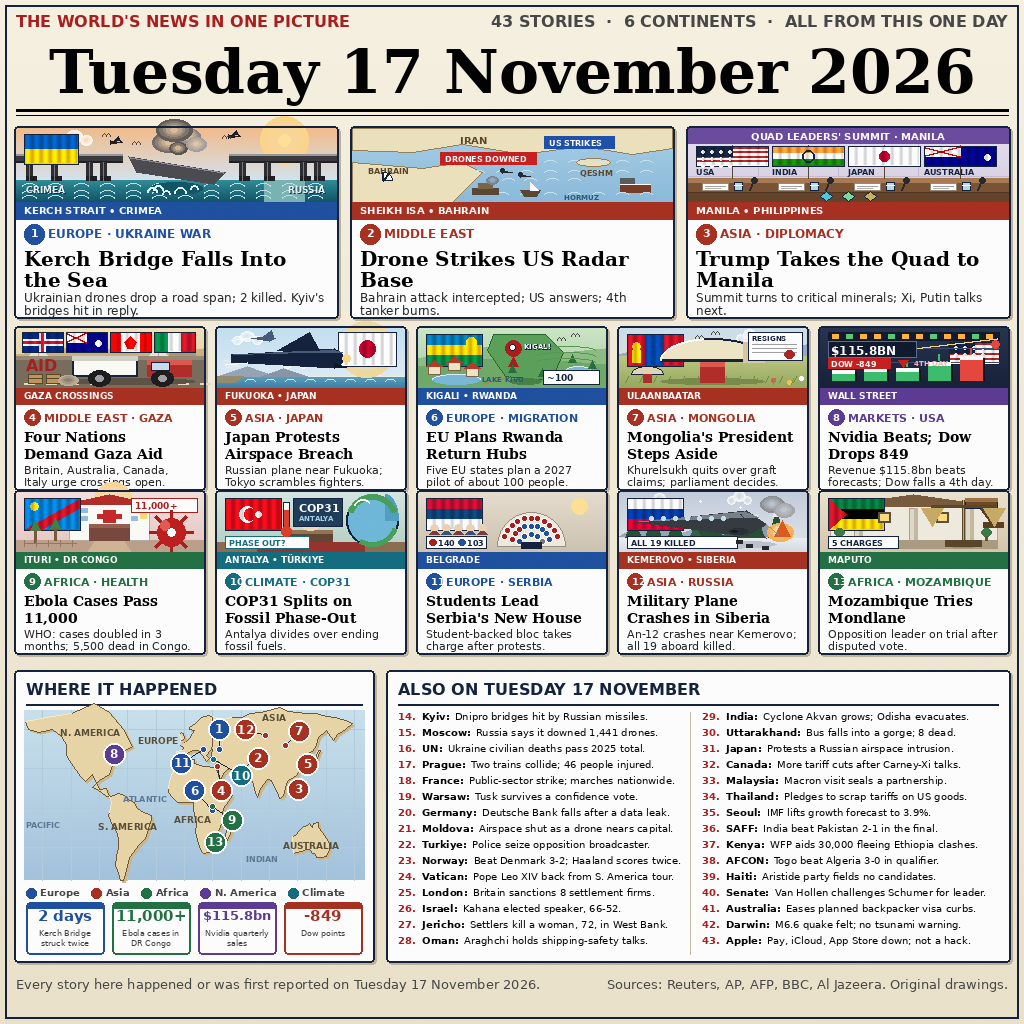 THE WORLD'S NEWS IN ONE PICTURE
43 STORIES · 6 CONTINENTS · ALL FROM THIS ONE DAY
Tuesday 17 November 2026
CRIMEA
RUSSIA
KERCH STRAIT • CRIMEA
1 EUROPE · UKRAINE WAR
Kerch Bridge Falls Into
the Sea
Ukrainian drones drop a road span; 2 killed. Kyiv's
bridges hit in reply.
IRAN
US STRIKES
DRONES DOWNED
BAHRAIN
QESHM
HORMUZ
SHEIKH ISA • BAHRAIN
2 MIDDLE EAST
Drone Strikes US Radar
Base
Bahrain attack intercepted; US answers; 4th
tanker burns.
QUAD LEADERS' SUMMIT · MANILA
USA
INDIA
JAPAN
AUSTRALIA
MANILA • PHILIPPINES
3 ASIA · DIPLOMACY
Trump Takes the Quad to
Manila
Summit turns to critical minerals; Xi, Putin talks
next.
AID
GAZA CROSSINGS
4 MIDDLE EAST · GAZA
Four Nations
Demand Gaza Aid
Britain, Australia, Canada,
Italy urge crossings open.
FUKUOKA • JAPAN
5 ASIA · JAPAN
Japan Protests
Airspace Breach
Russian plane near Fukuoka;
Tokyo scrambles fighters.
KIGALI
LAKE KIVU
~100
KIGALI • RWANDA
6 EUROPE · MIGRATION
EU Plans Rwanda
Return Hubs
Five EU states plan a 2027
pilot of about 100 people.
RESIGNS
ULAANBAATAR
7 ASIA · MONGOLIA
Mongolia's President
Steps Aside
Khurelsukh quits over graft
claims; parliament decides.
$115.8BN
DOW -849
WALL STREET
8 MARKETS · USA
Nvidia Beats; Dow
Drops 849
Revenue $115.8bn beats
forecasts; Dow falls a 4th day.
11,000+
ITURI • DR CONGO
9 AFRICA · HEALTH
Ebola Cases Pass
11,000
WHO: cases doubled in 3
months; 5,500 dead in Congo.
COP31
ANTALYA
PHASE OUT?
ANTALYA • TÜRKIYE
10 CLIMATE · COP31
COP31 Splits on
Fossil Phase-Out
Antalya divides over ending
fossil fuels.
140 103
BELGRADE
11 EUROPE · SERBIA
Students Lead
Serbia's New House
Student-backed bloc takes
charge after protests.
ALL 19 KILLED
KEMEROVO • SIBERIA
12 ASIA · RUSSIA
Military Plane
Crashes in Siberia
An-12 crashes near Kemerovo;
all 19 aboard killed.
5 CHARGES
MAPUTO
13 AFRICA · MOZAMBIQUE
Mozambique Tries
Mondlane
Opposition leader on trial after
disputed vote.
WHERE IT HAPPENED
N. AMERICA
EUROPE
ASIA
ATLANTIC
PACIFIC
S. AMERICA
AFRICA
INDIAN
AUSTRALIA
1 12 7 8 11 2 10 5 6 4 3 9 13
Europe Asia Africa N. America Climate
2 days
Kerch Bridge
struck twice
11,000+
Ebola cases in
DR Congo
$115.8bn
Nvidia quarterly
sales
-849
Dow points
ALSO ON TUESDAY 17 NOVEMBER
14. Kyiv: Dnipro bridges hit by Russian missiles.
15. Moscow: Russia says it downed 1,441 drones.
16. UN: Ukraine civilian deaths pass 2025 total.
17. Prague: Two trains collide; 46 people injured.
18. France: Public-sector strike; marches nationwide.
19. Warsaw: Tusk survives a confidence vote.
20. Germany: Deutsche Bank falls after a data leak.
21. Moldova: Airspace shut as a drone nears capital.
22. Turkiye: Police seize opposition broadcaster.
23. Norway: Beat Denmark 3-2; Haaland scores twice.
24. Vatican: Pope Leo XIV back from S. America tour.
25. London: Britain sanctions 8 settlement firms.
26. Israel: Kahana elected speaker, 66-52.
27. Jericho: Settlers kill a woman, 72, in West Bank.
28. Oman: Araghchi holds shipping-safety talks.
29. India: Cyclone Akvan grows; Odisha evacuates.
30. Uttarakhand: Bus falls into a gorge; 8 dead.
31. Japan: Protests a Russian airspace intrusion.
32. Canada: More tariff cuts after Carney-Xi talks.
33. Malaysia: Macron visit seals a partnership.
34. Thailand: Pledges to scrap tariffs on US goods.
35. Seoul: IMF lifts growth forecast to 3.9%.
36. SAFF: India beat Pakistan 2-1 in the final.
37. Kenya: WFP aids 30,000 fleeing Ethiopia clashes.
38. AFCON: Togo beat Algeria 3-0 in qualifier.
39. Haiti: Aristide party fields no candidates.
40. Senate: Van Hollen challenges Schumer for leader.
41. Australia: Eases planned backpacker visa curbs.
42. Darwin: M6.6 quake felt; no tsunami warning.
43. Apple: Pay, iCloud, App Store down; not a hack.
Every story here happened or was first reported on Tuesday 17 November 2026.
Sources: Reuters, AP, AFP, BBC, Al Jazeera. Original drawings.